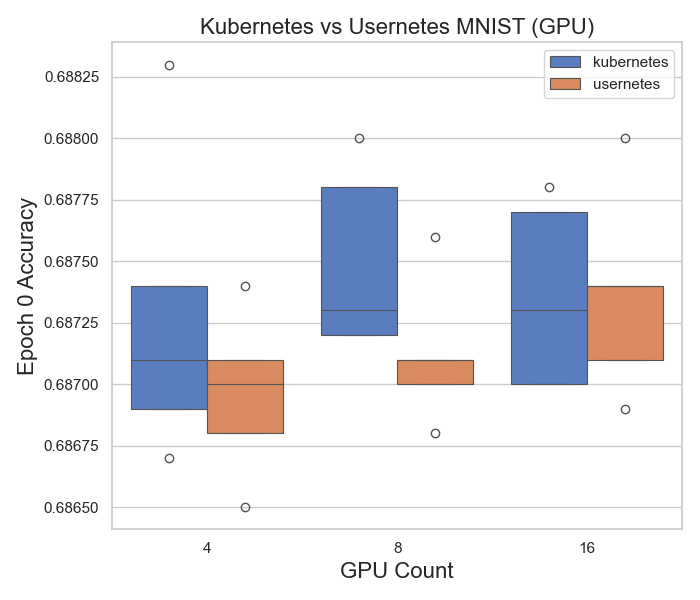 Kubernetes vs Usernetes MNIST (GPU)
kubernetes
usernetes
Epoch 0 Accuracy
0.68825
0.68800
0.68775
0.68750
0.68725
0.68700
0.68675
0.68650
4 8 16
GPU Count